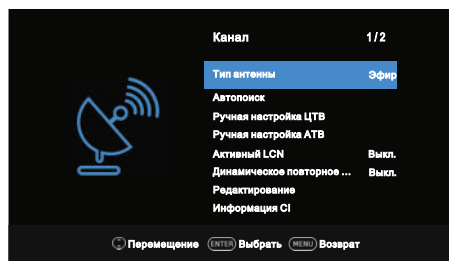 Канал 1/2
Тип антенны Эфир
Автопоиск
Ручная настройка ЦТВ
Ручная настройка АТВ
Активный LCN Выкл.
Динамическое повторное ... Выкл.
Редактирование
Информация CI
Перемещение ENTER Выбрать MENU Возврат